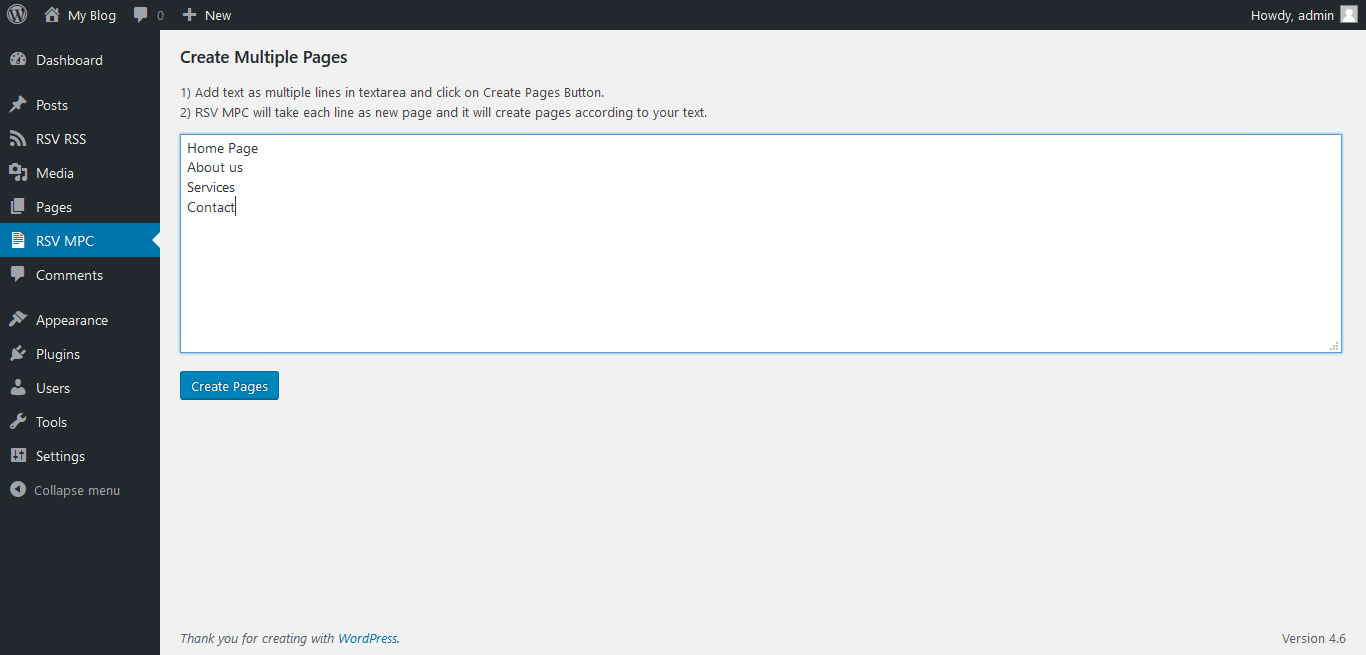 My Blog 0 New Howdy, admin
Dashboard
Posts
RSV RSS
Media
Pages
RSV MPC
Comments
Appearance
Plugins
Users
Tools
Settings
Collapse menu
Create Multiple Pages
1) Add text as multiple lines in textarea and click on Create Pages Button.
2) RSV MPC will take each line as new page and it will create pages according to your text.
Home Page
About us
Services
Contact
Create Pages
Thank you for creating with WordPress. Version 4.6